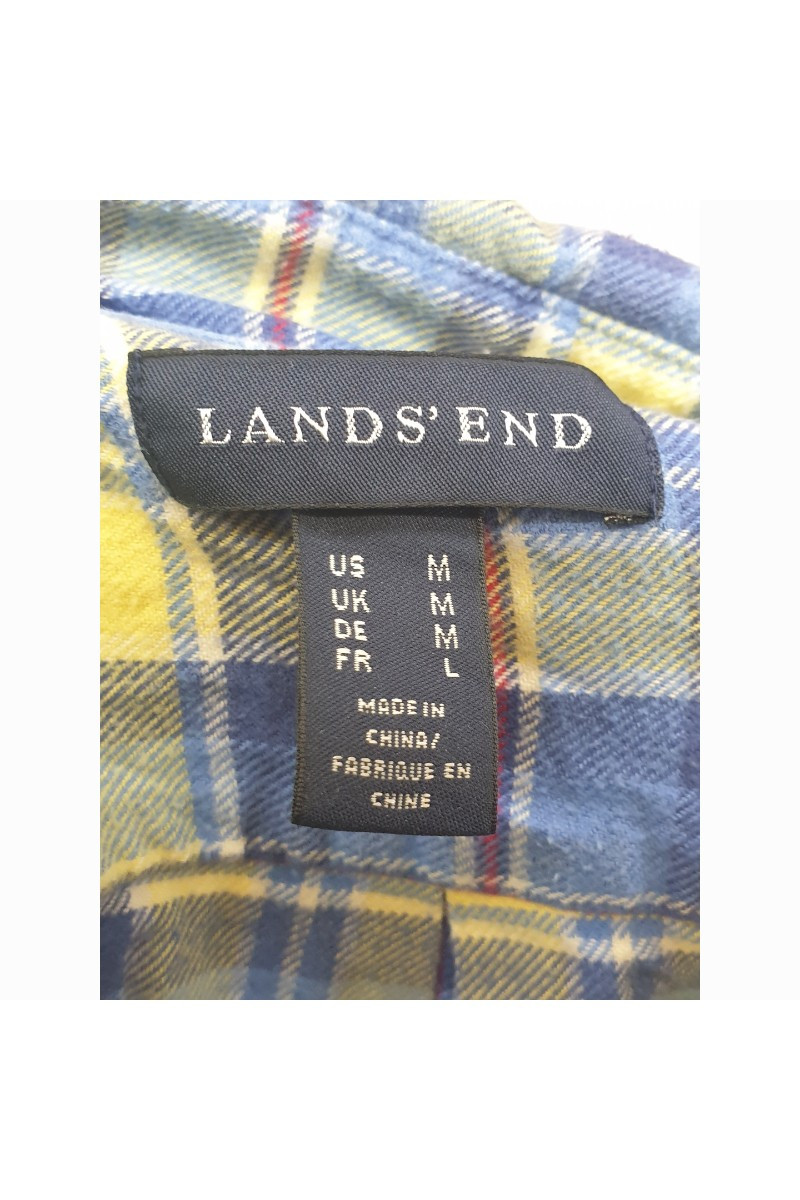 LANDS' END
US M
UK M
DE M
FR L
MADE IN
CHINA/
FABRIQUE EN
CHINE